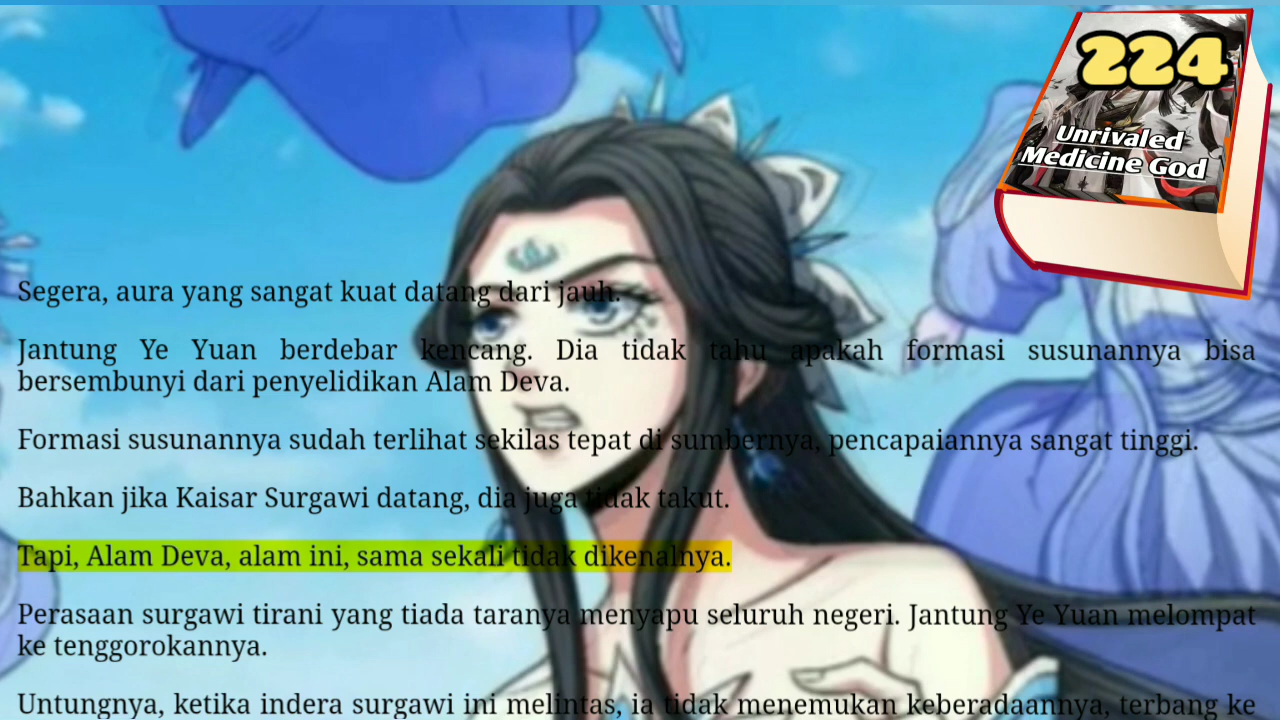 224
Unrivaled
Medicine God
Segera, aura yang sangat kuat datang dari jauh.
Jantung Ye Yuan berdebar kencang. Dia tidak tahu apakah formasi susunannya bisa
bersembunyi dari penyelidikan Alam Deva.
Formasi susunannya sudah terlihat sekilas tepat di sumbernya, pencapaiannya sangat tinggi.
Bahkan jika Kaisar Surgawi datang, dia juga tidak takut.
Tapi, Alam Deva, alam ini, sama sekali tidak dikenalnya.
Perasaan surgawi tirani yang tiada taranya menyapu seluruh negeri. Jantung Ye Yuan melompat
ke tenggorokannya.
Untungnya, ketika indera surgawi ini melintas, ia tidak menemukan keberadaannya, terbang ke